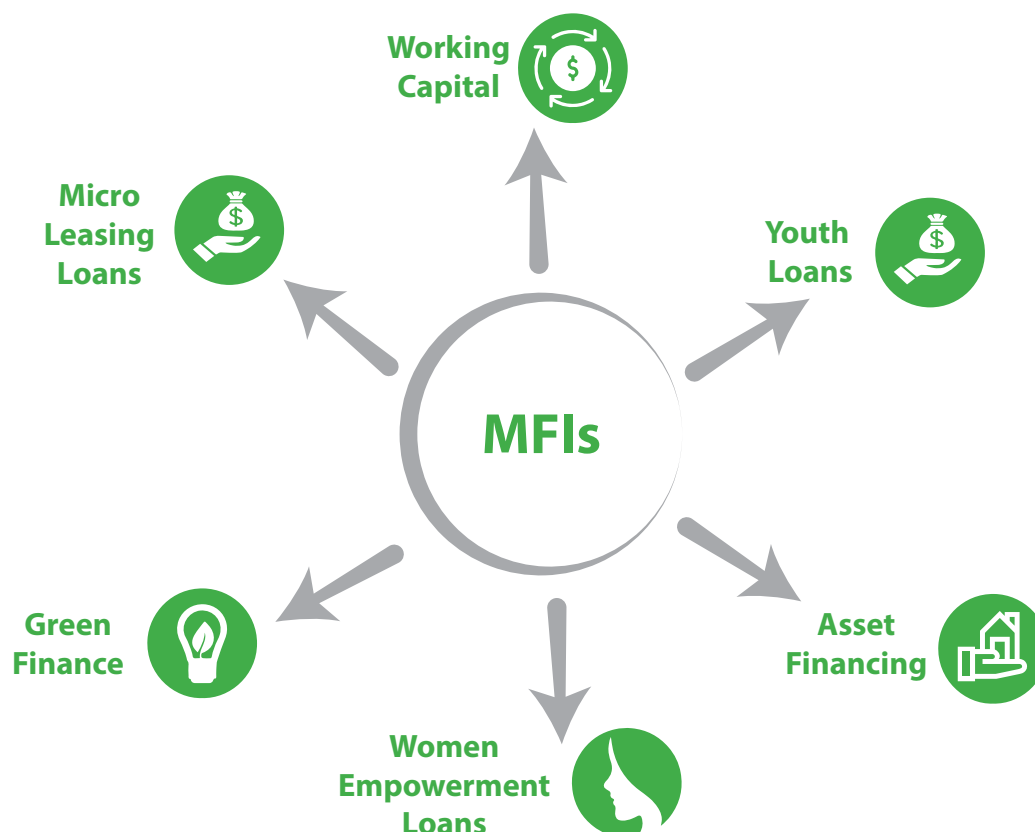 Working
Capital
$
Micro
Leasing
Loans
$
Youth
Loans
$
MFIs
Green
Finance
Asset
Financing
Women
Empowerment
Loans